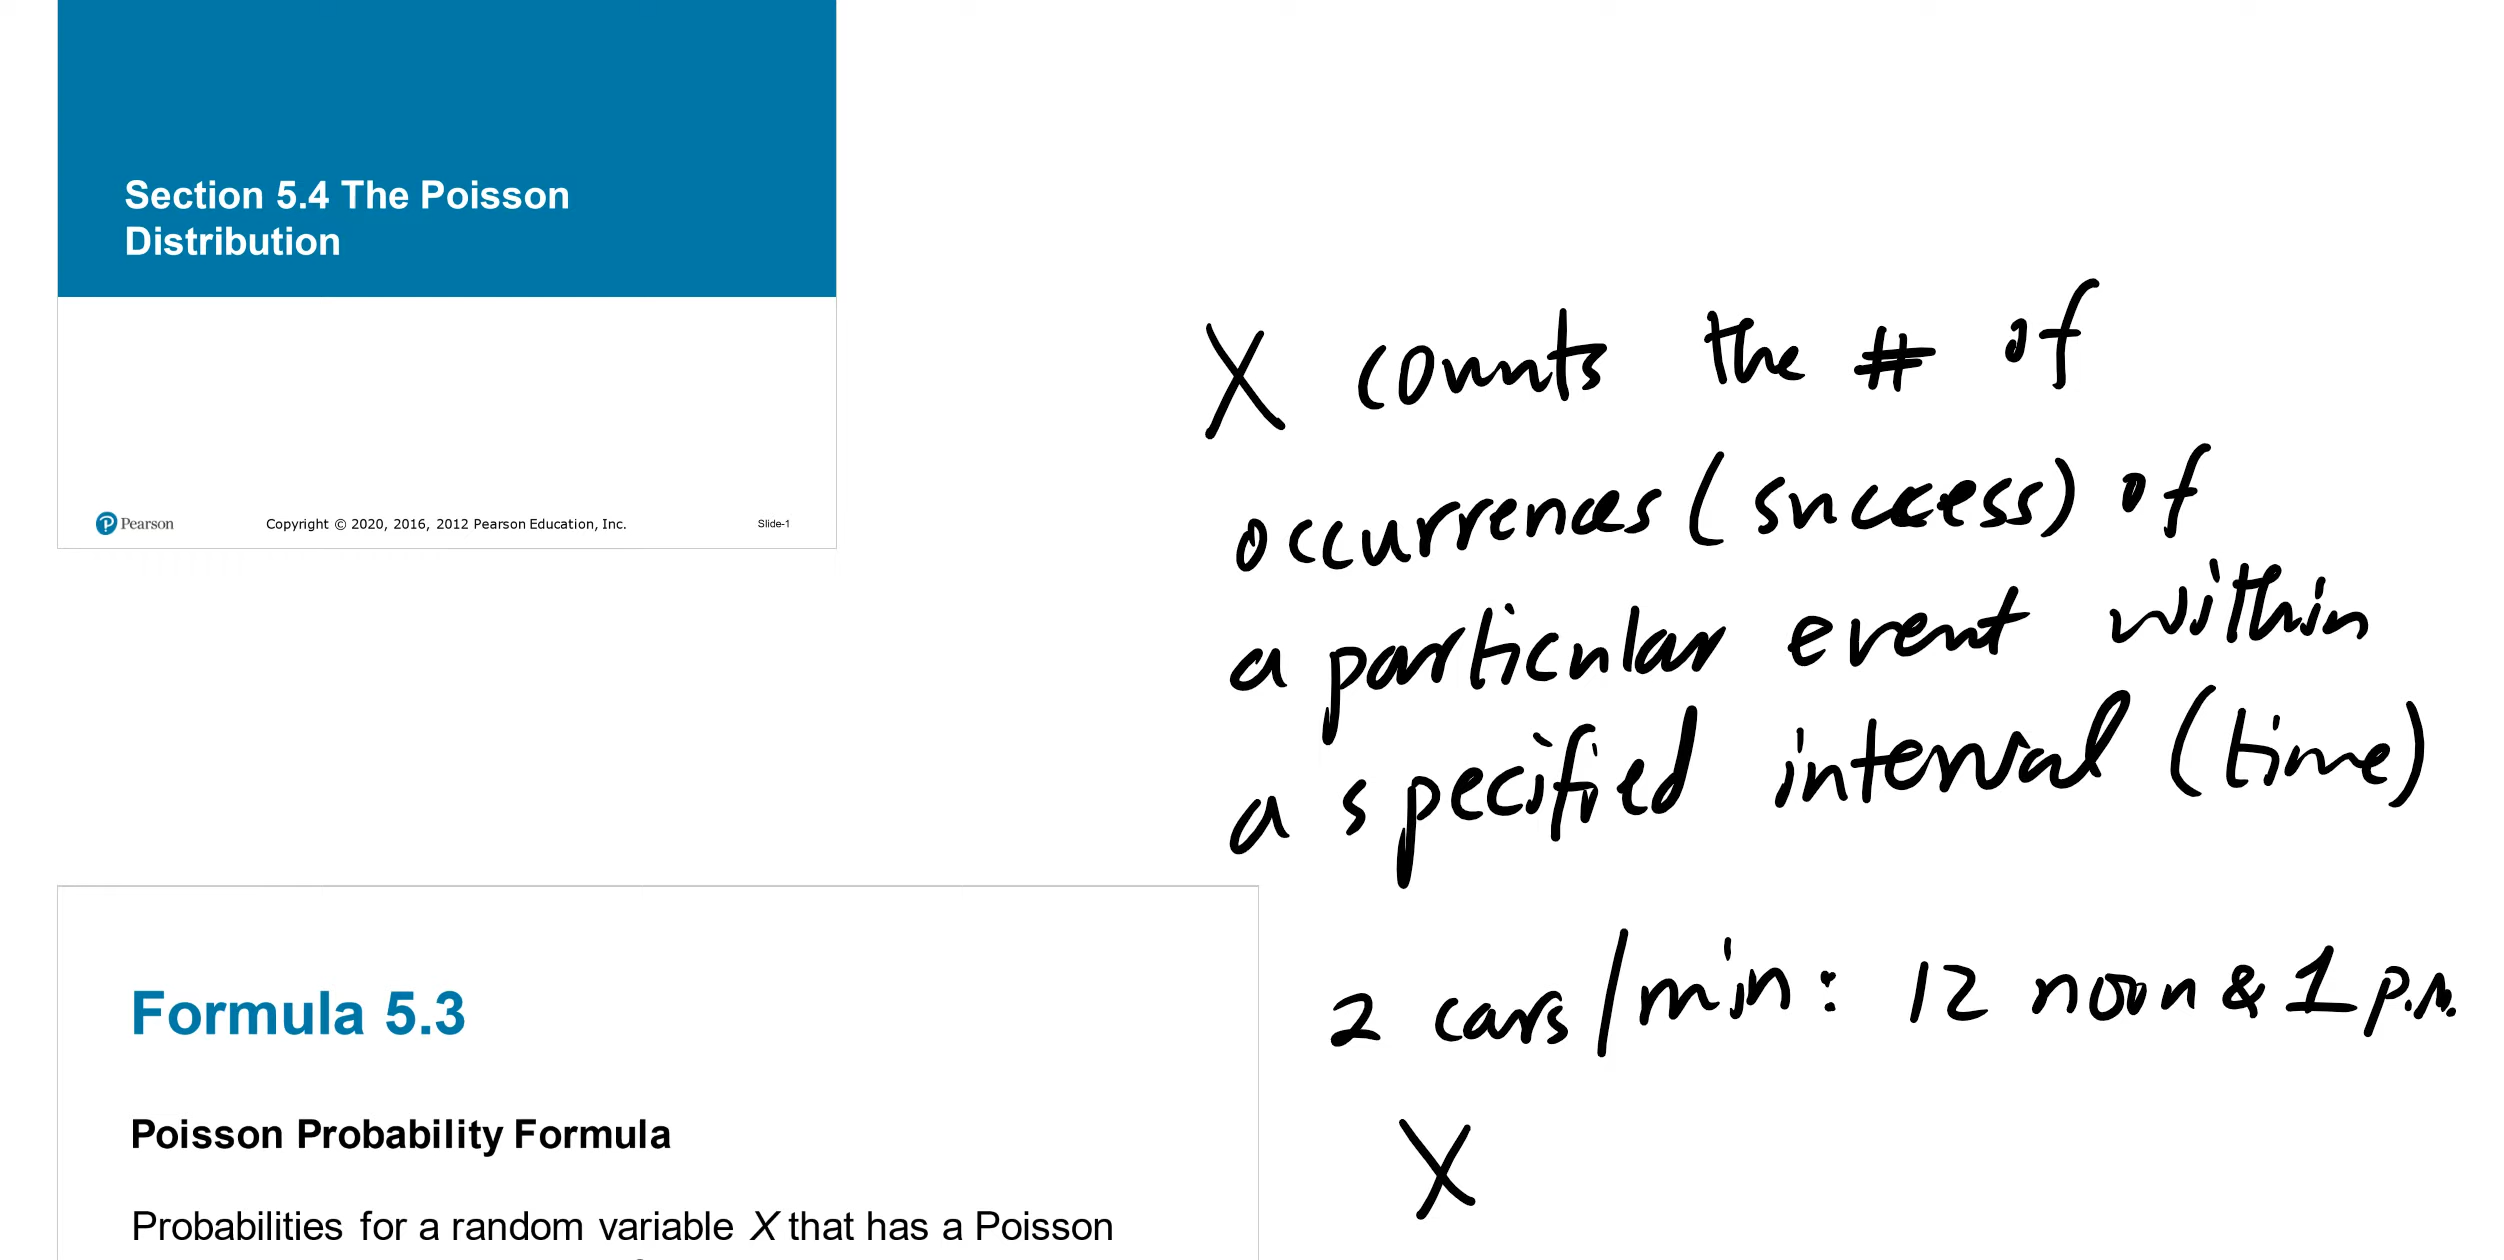 Section 5.4 The Poisson
Distribution
Pearson
Copyright © 2020, 2016, 2012 Pearson Education, Inc.
Slide-1
X counts the # of
occurrences (success) of
a particular event within
a specified interval (time)
2 cars/min: 12 noon & 1 p.m.
X
Formula 5.3
Poisson Probability Formula
Probabilities for a random variable X that has a Poisson